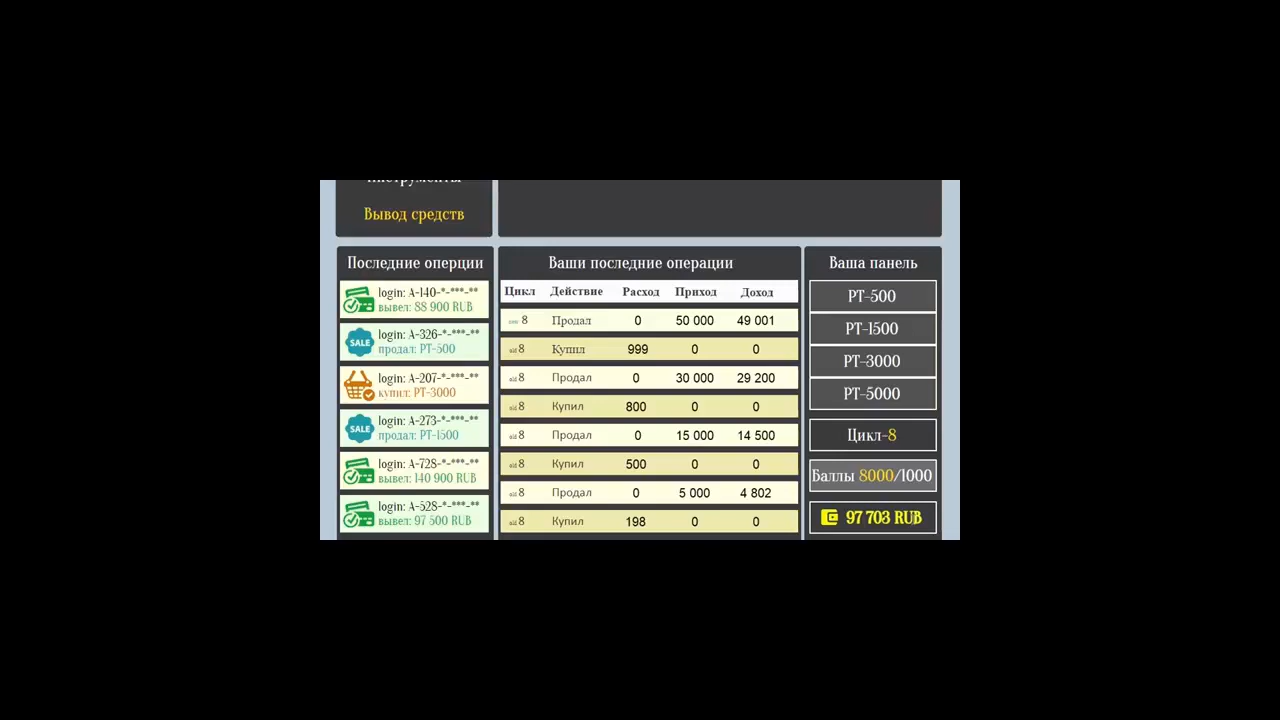 Инструменты
Вывод средств
Последние оперции
login: A-140-*-***-**
вывел: 88 900 RUB
login: A-326-*-***-**
продал: PT-500
login: A-207-*-***-**
купил: PT-3000
login: A-273-*-***-**
продал: PT-1500
login: A-728-*-***-**
вывел: 140 900 RUB
login: A-528-*-***-**
вывел: 97 500 RUB
SALE
SALE
Ваши последние операции
Цикл Действие Расход Приход Доход
8 Продал 0 50 000 49 001
8 Купил 999 0 0
8 Продал 0 30 000 29 200
8 Купил 800 0 0
8 Продал 0 15 000 14 500
8 Купил 500 0 0
8 Продал 0 5 000 4 802
8 Купил 198 0 0
Ваша панель
PT-500
PT-1500
PT-3000
PT-5000
Цикл-8
Баллы 8000/1000
97 703 RUB